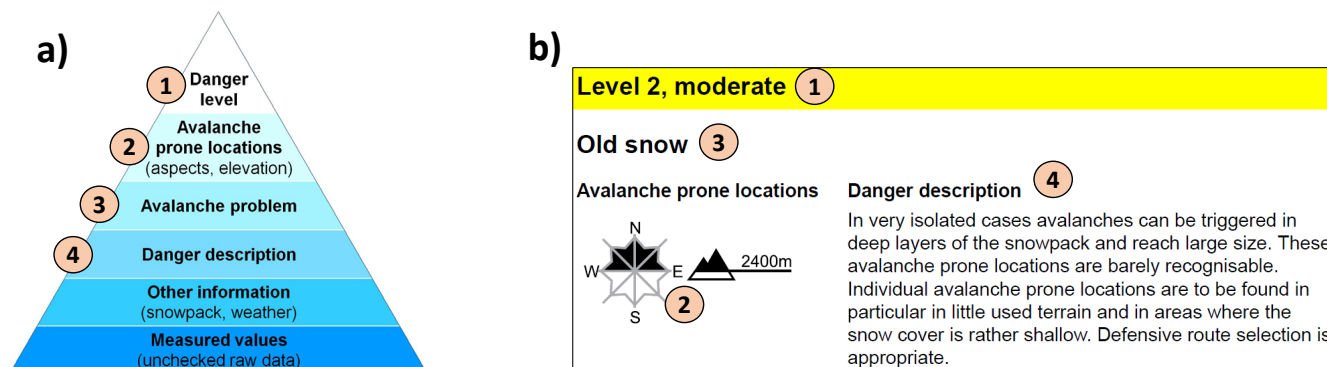 a)
1
Danger
level
2
Avalanche
prone locations
(aspects, elevation)
3
Avalanche problem
4
Danger description
Other information
(snowpack, weather)
Measured values
(unchecked raw data)
b)
Level 2, moderate 1
Old snow 3
Avalanche prone locations
N
W E
S
2
2400m
Danger description 4
In very isolated cases avalanches can be triggered in
deep layers of the snowpack and reach large size. These
avalanche prone locations are barely recognisable.
Individual avalanche prone locations are to be found in
particular in little used terrain and in areas where the
snow cover is rather shallow. Defensive route selection is
appropriate.